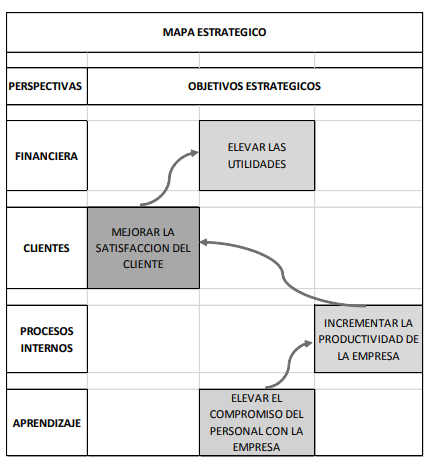 MAPA ESTRATEGICO
PERSPECTIVAS
OBJETIVOS ESTRATEGICOS
FINANCIERA
ELEVAR LAS
UTILIDADES
CLIENTES
MEJORAR LA
SATISFACCION DEL
CLIENTE
PROCESOS
INTERNOS
INCREMENTAR LA
PRODUCTIVIDAD DE
LA EMPRESA
APRENDIZAJE
ELEVAR EL
COMPROMISO DEL
PERSONAL CON LA
EMPRESA